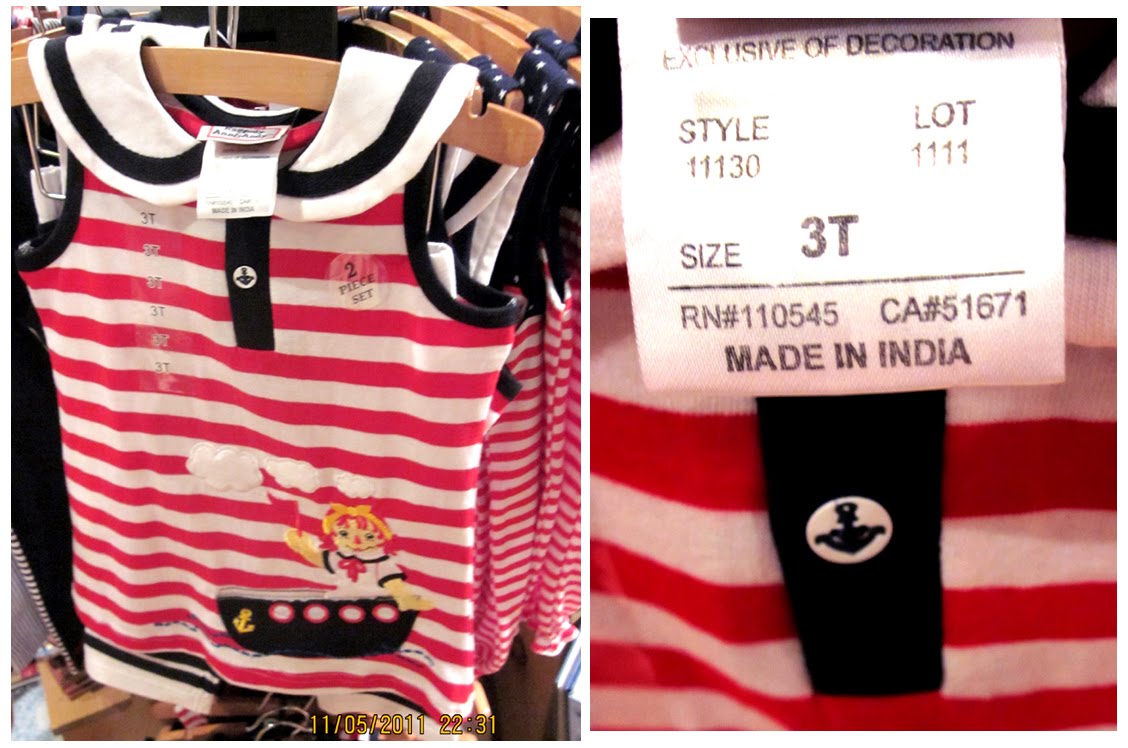 MADE IN INDIA
3T
3T
3T
3T
3T
3T
2
PIECE
SET
11/05/2011 22:31
EXCLUSIVE OF DECORATION
STYLE LOT
11130 1111
SIZE 3T
RN#110545 CA#51671
MADE IN INDIA